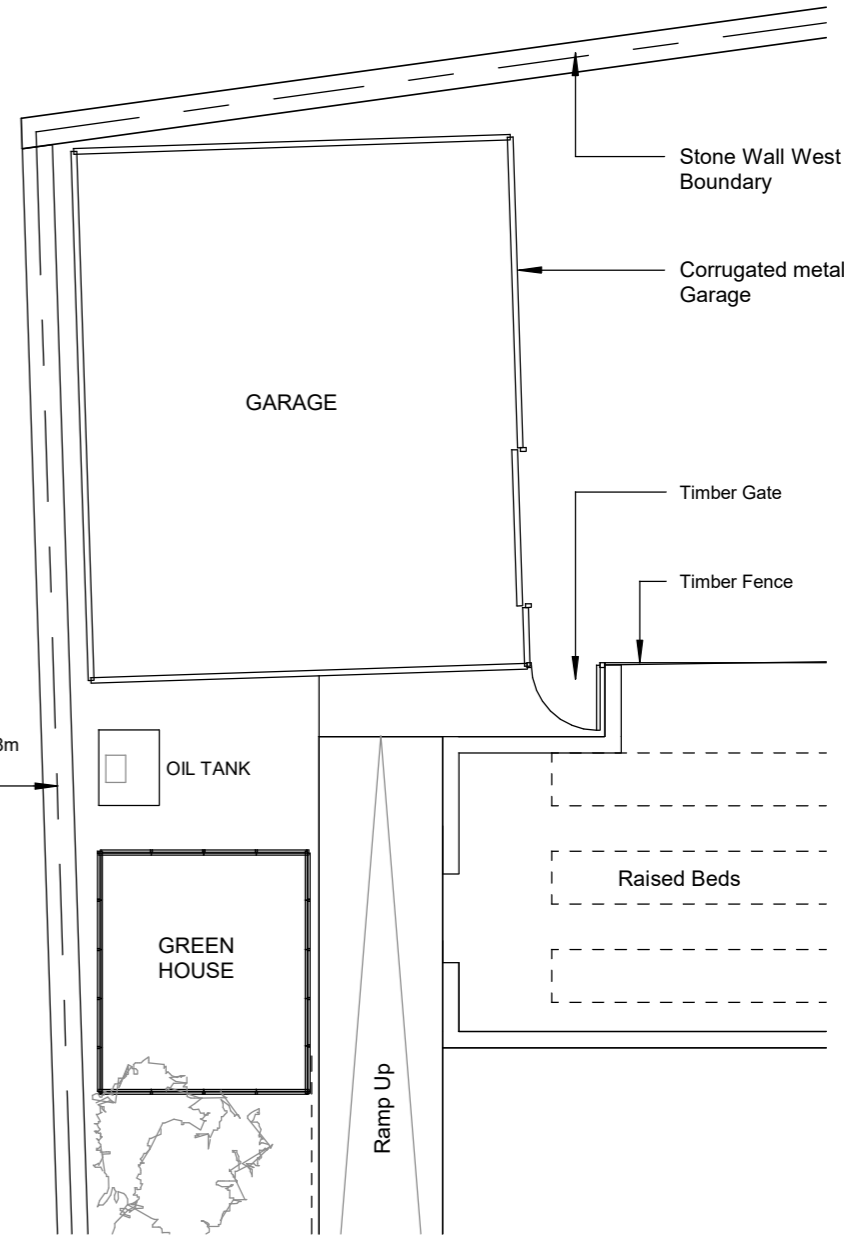 Stone Wall West
Boundary
Corrugated metal
Garage
GARAGE
Timber Gate
Timber Fence
3m
OIL TANK
Raised Beds
GREEN
HOUSE
Ramp Up